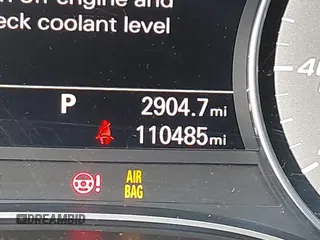 off engine and
eck coolant level
P 2904.7mi
110485mi
AIR
BAG
DREAMBID